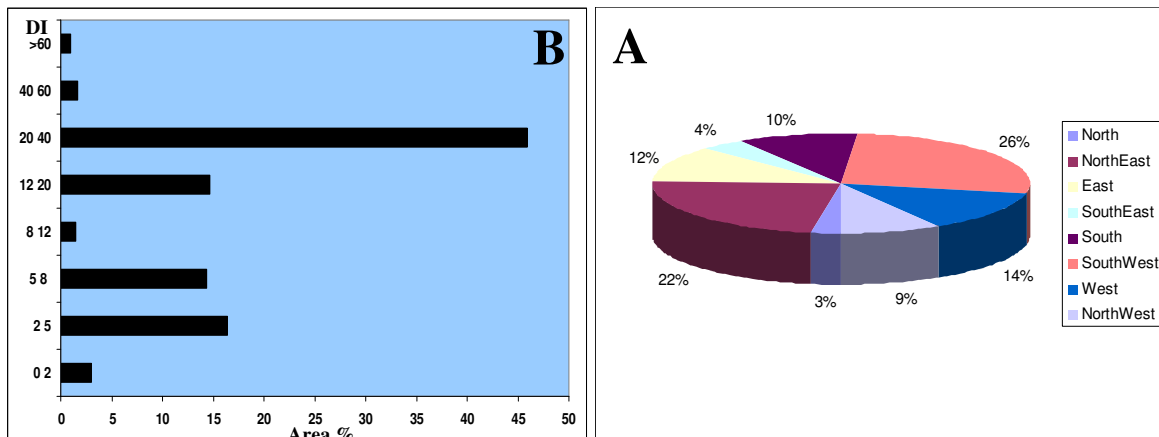 DI
B
>60
40 60
20 40
12 20
8 12
5 8
2 5
0 2
0 5 10 15 20 25 30 35 40 45 50
Area %
A
10%
4%
26%
12%
22%
3%
9%
14%
North
NorthEast
East
SouthEast
South
SouthWest
West
NorthWest